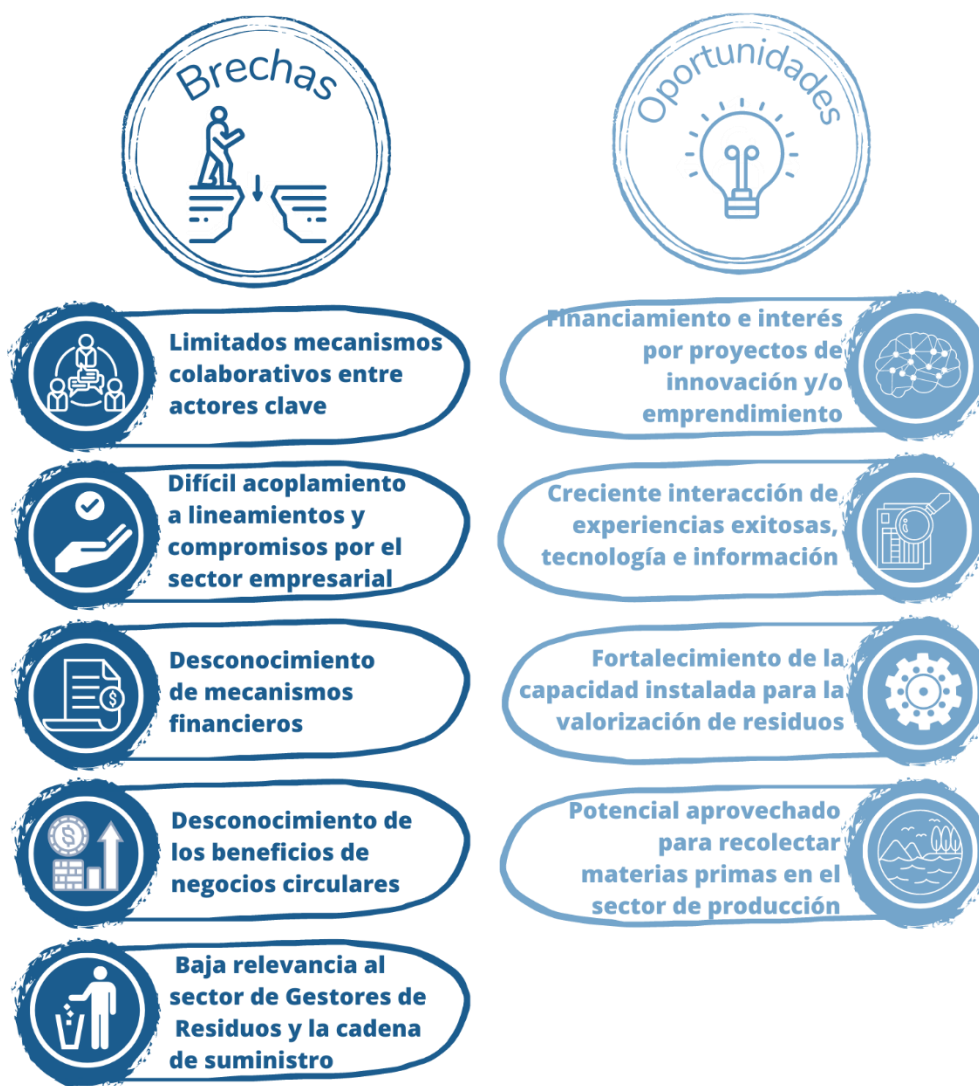 Brechas
Limitados mecanismos
colaborativos entre
actores clave
Difícil acoplamiento
a lineamientos y
compromisos por el
sector empresarial
Desconocimiento
de mecanismos
financieros
Desconocimiento de
los beneficios de
negocios circulares
Baja relevancia al
sector de Gestores de
Residuos y la cadena
de suministro
Oportunidades
Financiamiento e interés
por proyectos de
innovación y/o
emprendimiento
Creciente interacción de
experiencias exitosas,
tecnología e información
Fortalecimiento de la
capacidad instalada para la
valorización de residuos
Potencial aprovechado
para recolectar
materias primas en el
sector de producción